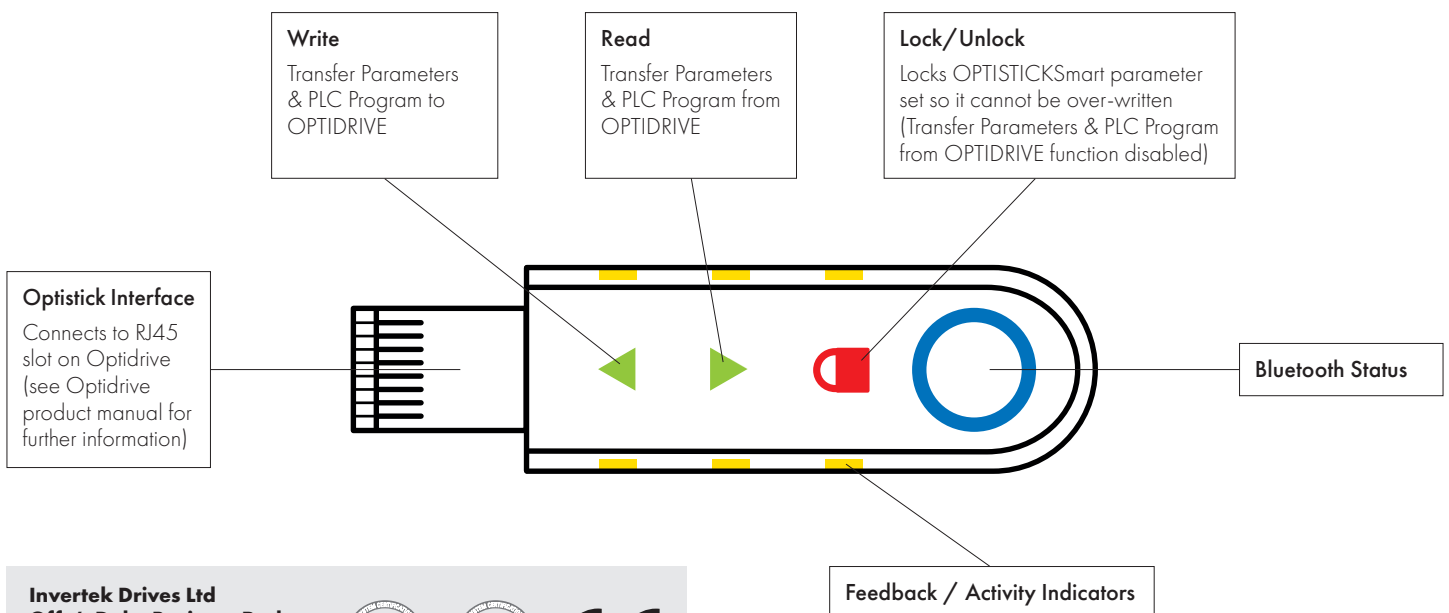 Write
Transfer Parameters
& PLC Program to
OPTIDRIVE
Read
Transfer Parameters
& PLC Program from
OPTIDRIVE
Lock/Unlock
Locks OPTISTICKSmart parameter
set so it cannot be over-written
(Transfer Parameters & PLC Program
from OPTIDRIVE function disabled)
Optistick Interface
Connects to RJ45
slot on Optidrive
(see Optidrive
product manual for
further information)
Bluetooth Status
Feedback / Activity Indicators
Invertek Drives Ltd